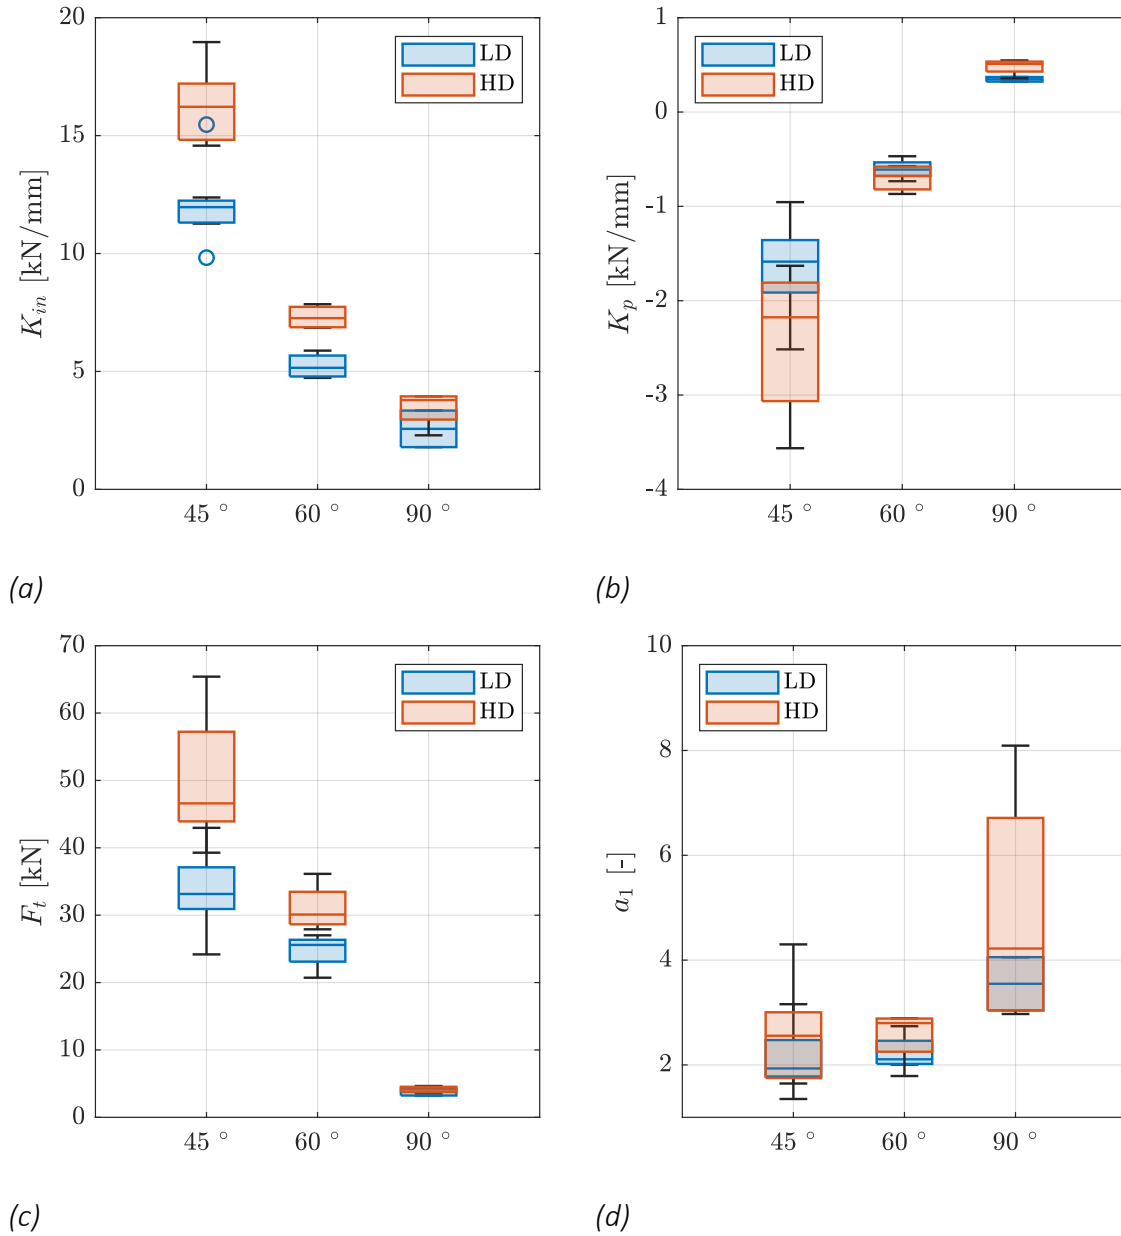 20
15
10
5
0
K_in [kN/mm]
LD
HD
45 °
60 °
90 °
(a)
1
0
-1
-2
-3
-4
K_p [kN/mm]
LD
HD
45 °
60 °
90 °
(b)
70
60
50
40
30
20
10
0
F_t [kN]
LD
HD
45 °
60 °
90 °
(c)
10
8
6
4
2
a_1 [-]
LD
HD
45 °
60 °
90 °
(d)